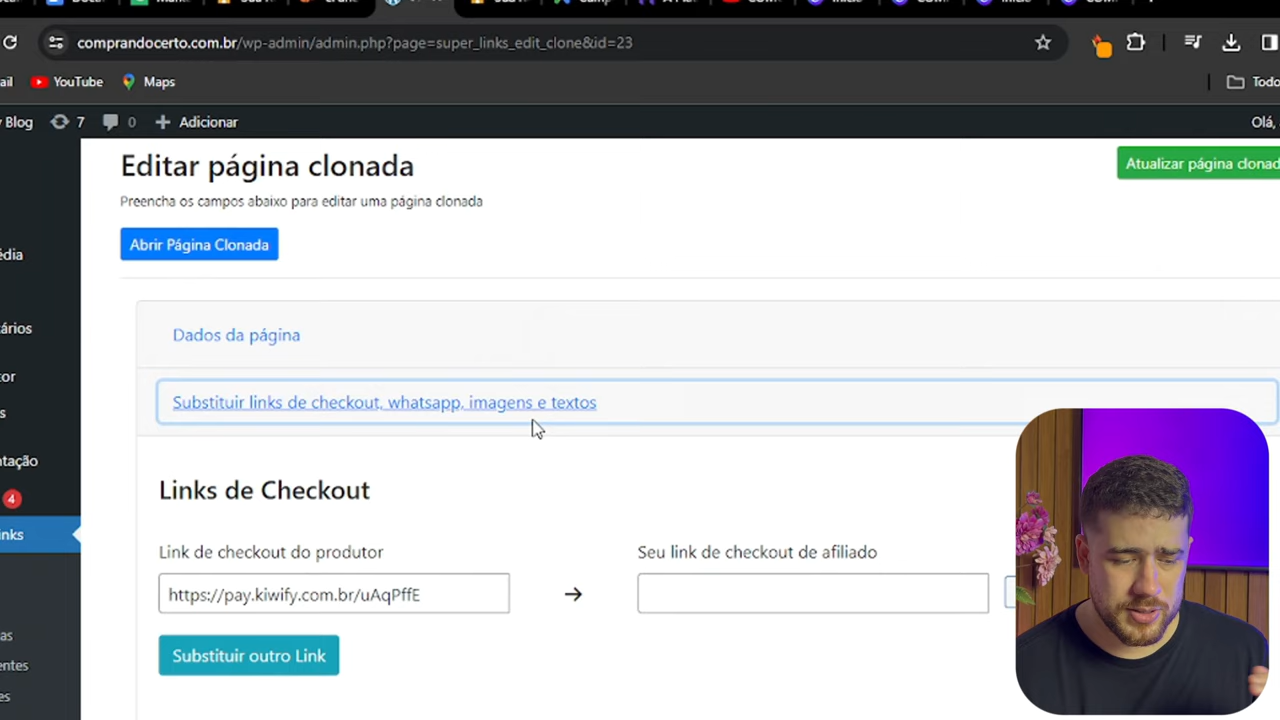 comprandocerto.com.br/wp-admin/admin.php?page=super_links_edit_clone&id=23
ail YouTube Maps Todo
Blog 7 0 Adicionar Olá,
Editar página clonada
Atualizar página clonad
Preencha os campos abaixo para editar uma página clonada
Abrir Página Clonada
édia
Dados da página
ários
or
Substituir links de checkout, whatsapp, imagens e textos
s
ntação
4
Links de Checkout
inks
Link de checkout do produtor
Seu link de checkout de afiliado
https://pay.kiwify.com.br/uAqPffE
→
Substituir outro Link
as
entes
es